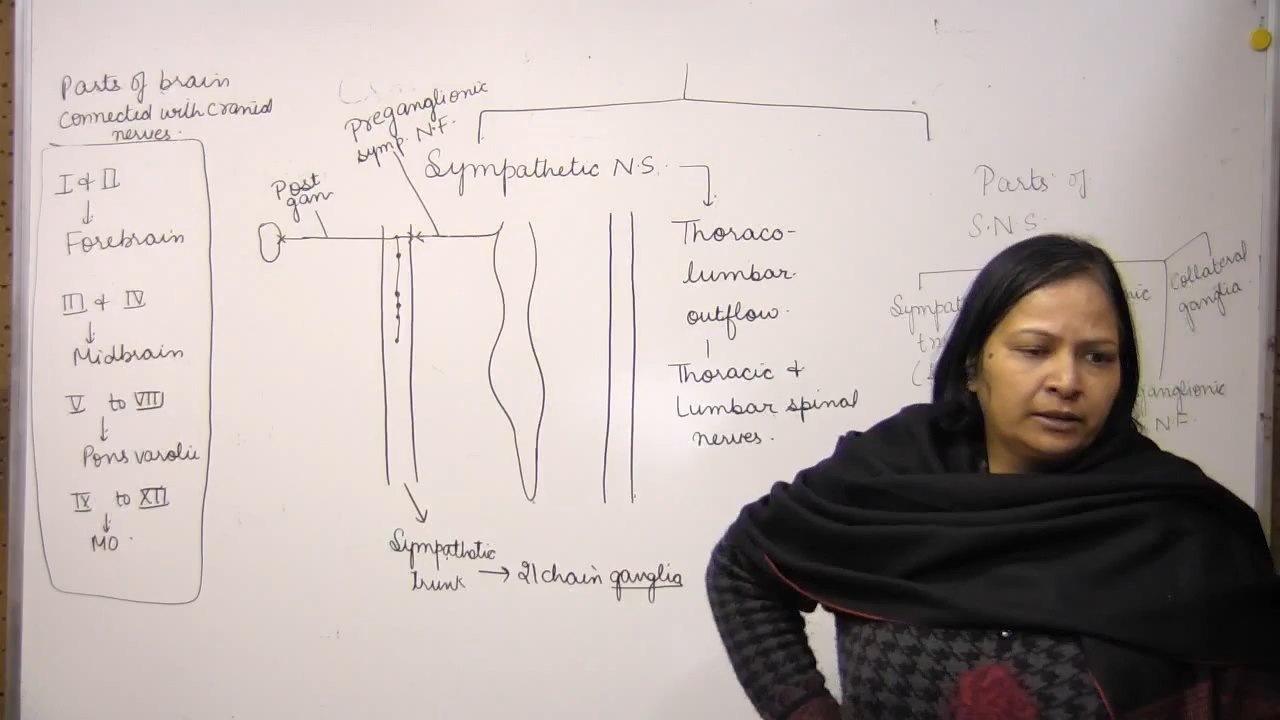 Parts of brain
connected with cranial
nerves.
I & II
↓
Forebrain
III & IV
↓
Midbrain
V to VIII
↓
Pons varolii
IX to XII
↓
MO.
Preganglionic
symp. N.F.
Post
gan
Sympathetic N.S.
Thoraco-
lumbar
outflow.
Thoracic &
Lumbar spinal
nerves.
Sympathetic
trunk → 21 chain ganglia
Parts of
S.N.S.
Collateral
ganglia.
N.F.